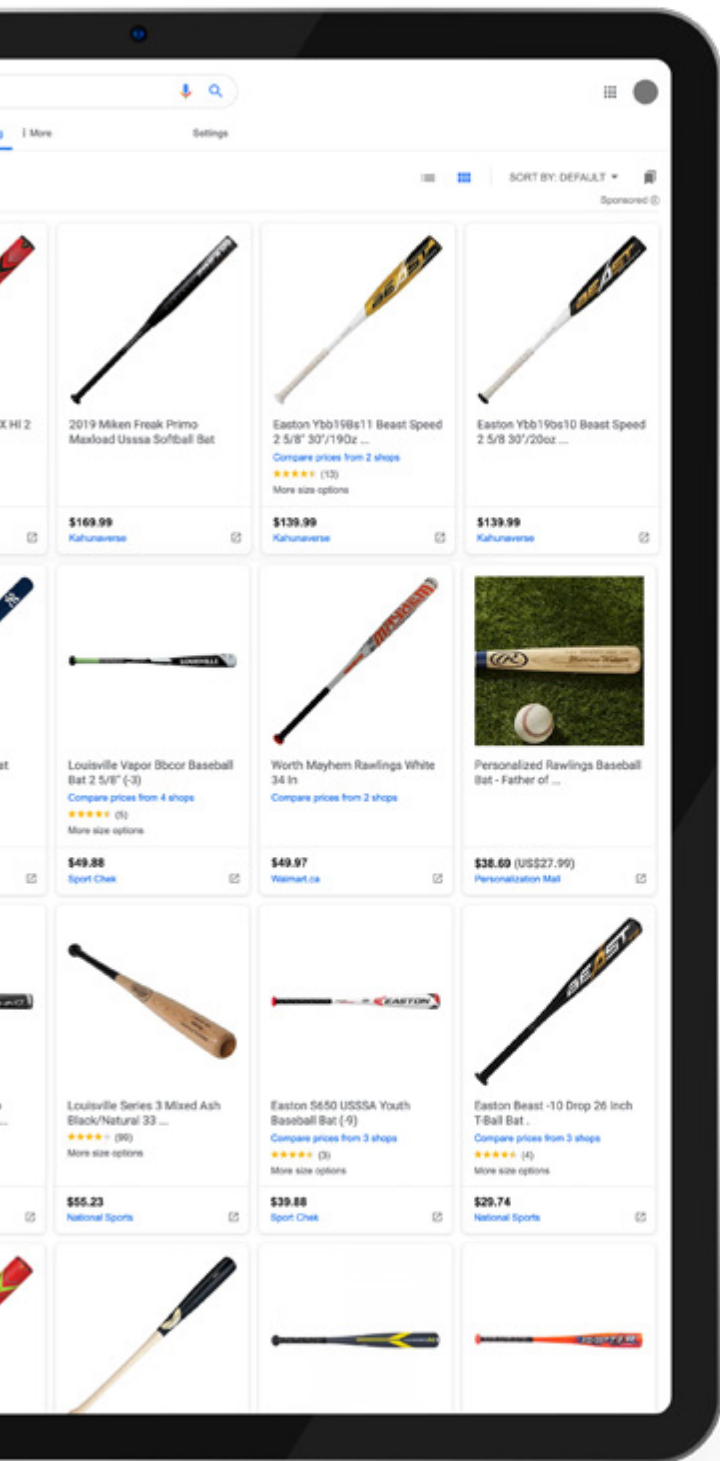 More
Settings
SORT BY: DEFAULT
Sponsored
X HI 2
2019 Miken Freak Primo
Maxload Usssa Softball Bat
$169.99
Kahunaverse
BEAST
Easton Ybb19Bs11 Beast Speed
2 5/8" 30"/19Oz ...
Compare prices from 2 shops
(13)
More size options
$139.99
Kahunaverse
BEAST
Easton Ybb19bs10 Beast Speed
2 5/8 30"/20oz ...
$139.99
Kahunaverse
at
LOUISVILLE
Louisville Vapor Bbcor Baseball
Bat 2 5/8" (-3)
Compare prices from 4 shops
(5)
More size options
$49.88
Sport Chek
MAYHEM
Worth Mayhem Rawlings White
34 In
Compare prices from 2 shops
$49.97
Walmart.ca
Personalized Rawlings Baseball
Bat - Father of ...
$38.69 (US$27.99)
Personalization Mall
Louisville Series 3 Mixed Ash
Black/Natural 33 ...
(99)
More size options
$55.23
National Sports
EASTON
Easton S650 USSSA Youth
Baseball Bat (-9)
Compare prices from 3 shops
(3)
More size options
$39.88
Sport Chek
BEAST
Easton Beast -10 Drop 26 Inch
T-Ball Bat .
Compare prices from 3 shops
(4)
More size options
$29.74
National Sports